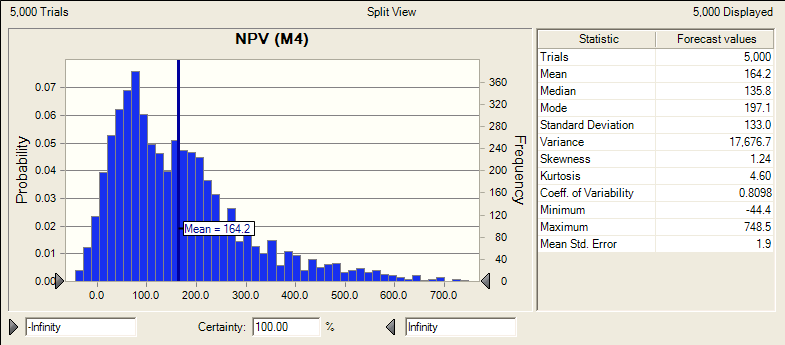 5,000 Trials Split View 5,000 Displayed
NPV (M4)
Probability
0.07
0.06
0.05
0.04
0.03
0.02
0.01
0.00
Mean = 164.2
360
320
280
240
200
160
120
80
40
0
Frequency
0.0 100.0 200.0 300.0 400.0 500.0 600.0 700.0
-Infinity Certainty: 100.00 % Infinity
Statistic Forecast values
Trials 5,000
Mean 164.2
Median 135.8
Mode 197.1
Standard Deviation 133.0
Variance 17,676.7
Skewness 1.24
Kurtosis 4.60
Coeff. of Variability 0.8098
Minimum -44.4
Maximum 748.5
Mean Std. Error 1.9